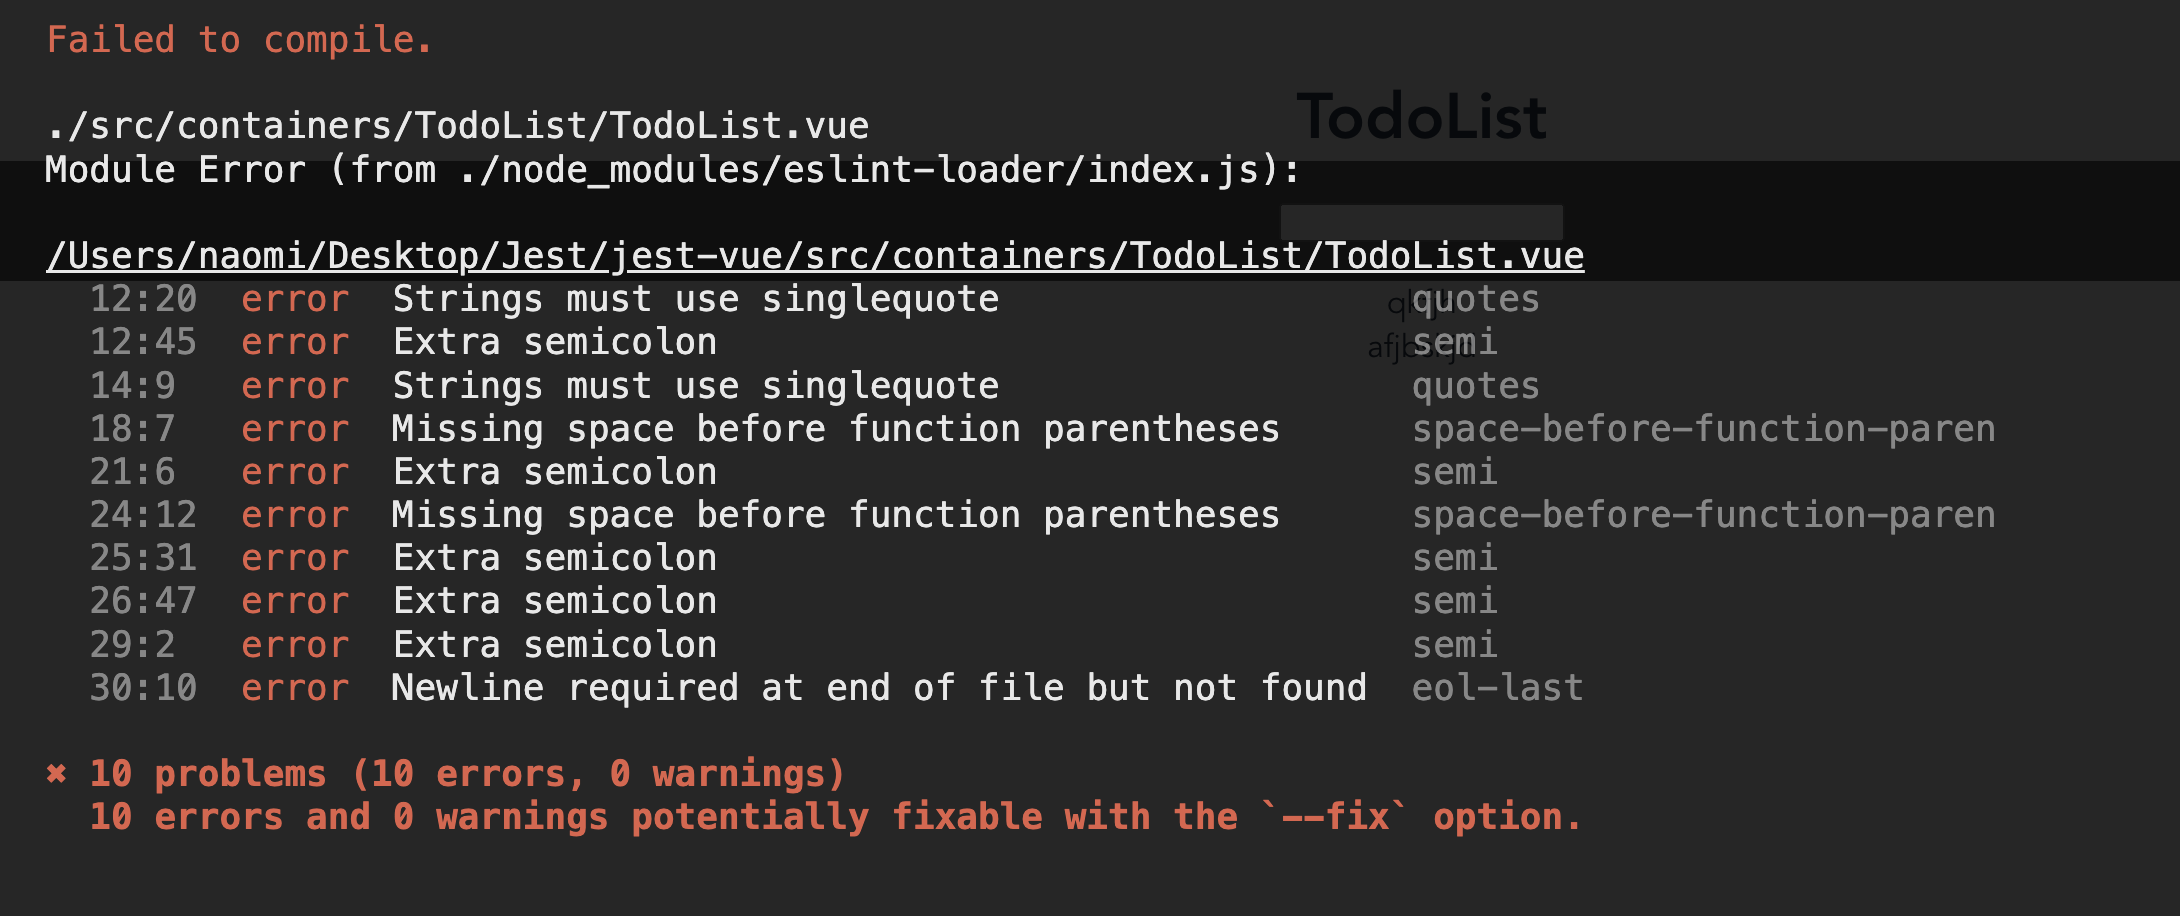 Failed to compile.
TodoList
./src/containers/TodoList/TodoList.vue
Module Error (from ./node_modules/eslint-loader/index.js):
/Users/naomi/Desktop/Jest/jest-vue/src/containers/TodoList/TodoList.vue
12:20 error Strings must use singlequote quotes
12:45 error Extra semicolon semi
14:9 error Strings must use singlequote quotes
18:7 error Missing space before function parentheses space-before-function-paren
21:6 error Extra semicolon semi
24:12 error Missing space before function parentheses space-before-function-paren
25:31 error Extra semicolon semi
26:47 error Extra semicolon semi
29:2 error Extra semicolon semi
30:10 error Newline required at end of file but not found eol-last
✖ 10 problems (10 errors, 0 warnings)
10 errors and 0 warnings potentially fixable with the `--fix` option.